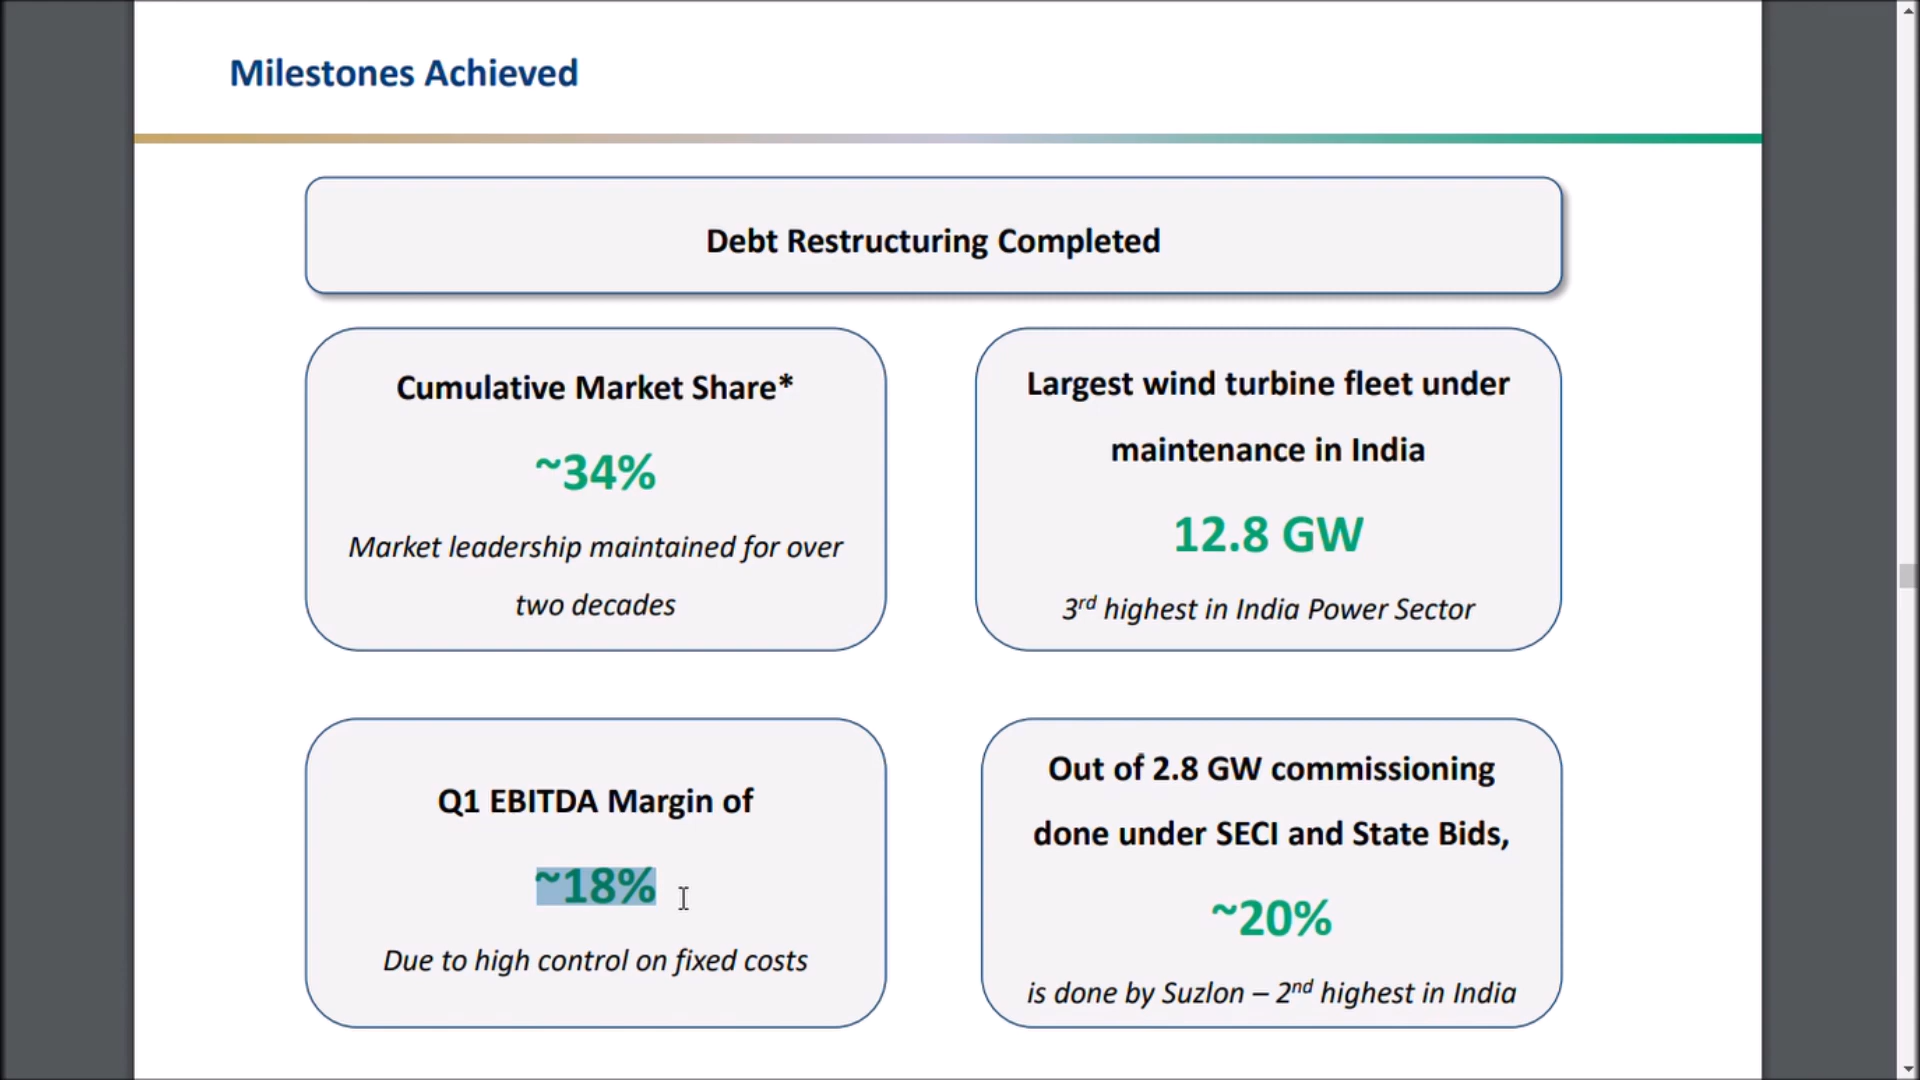 Milestones Achieved
Debt Restructuring Completed
Cumulative Market Share*
~34%
Market leadership maintained for over
two decades
Largest wind turbine fleet under
maintenance in India
12.8 GW
3rd highest in India Power Sector
Q1 EBITDA Margin of
~18%
Due to high control on fixed costs
Out of 2.8 GW commissioning
done under SECI and State Bids,
~20%
is done by Suzlon – 2nd highest in India